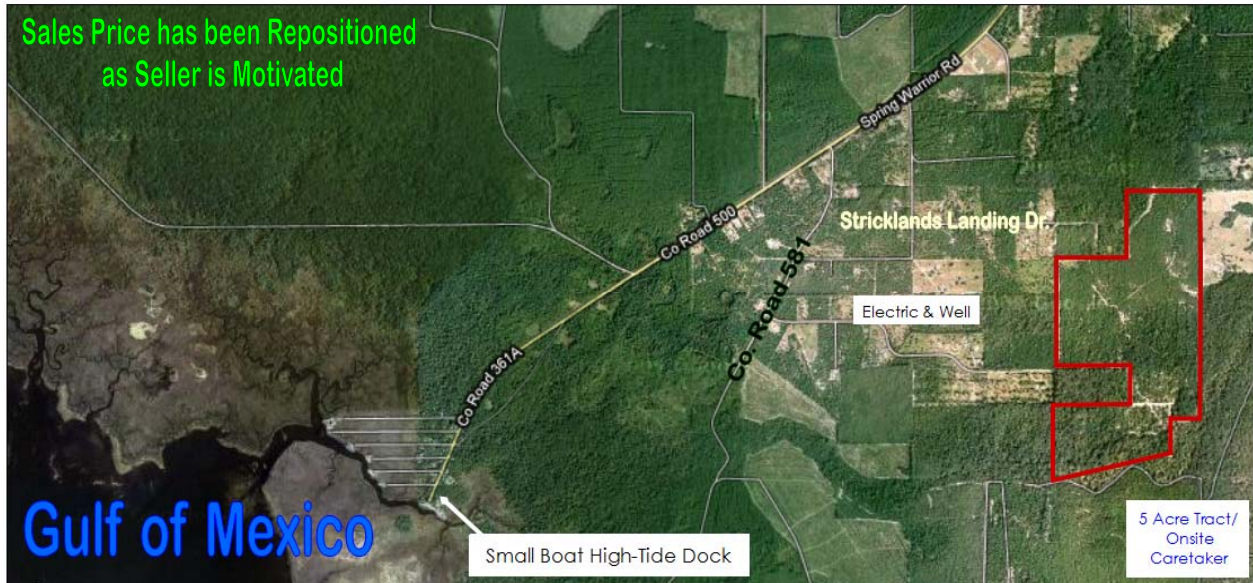 Sales Price has been Repositioned
as Seller is Motivated
Spring Warrior Rd
Co Road 500
Stricklands Landing Dr.
Co. Road 581
Electric & Well
Co Road 361A
Gulf of Mexico
Small Boat High-Tide Dock
5 Acre Tract/
Onsite
Caretaker